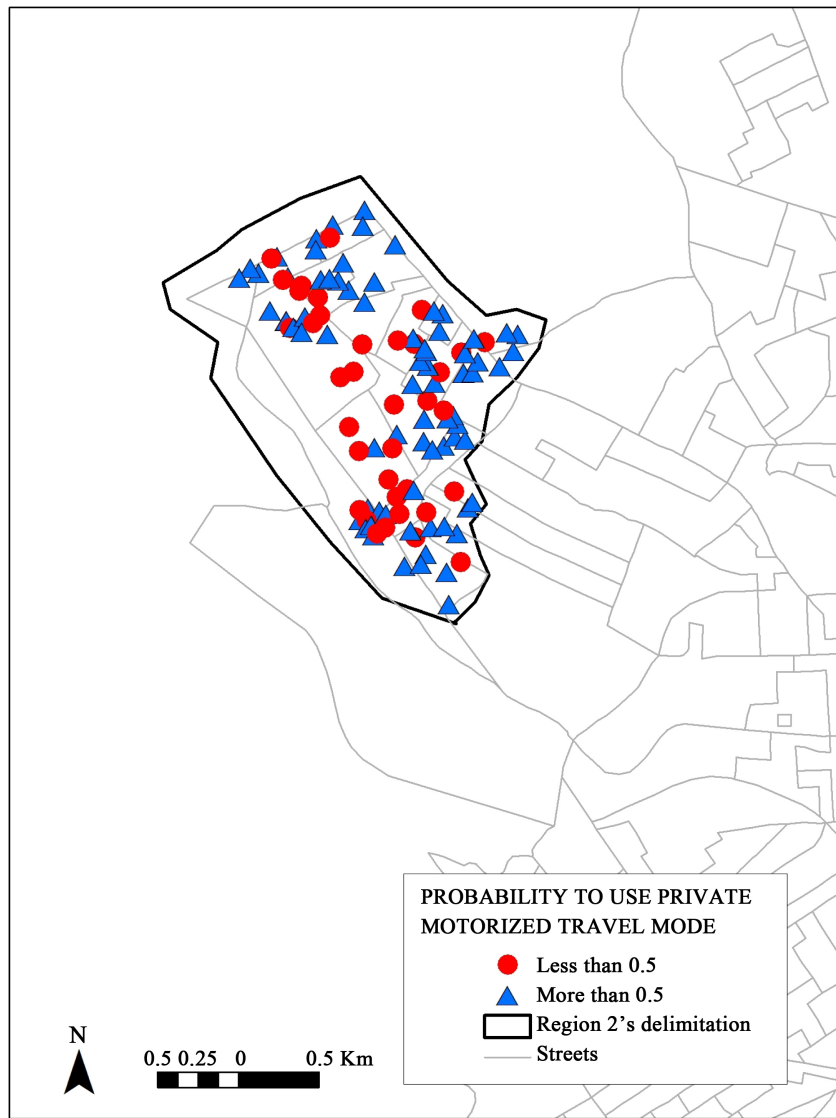 PROBABILITY TO USE PRIVATE
MOTORIZED TRAVEL MODE
Less than 0.5
More than 0.5
Region 2's delimitation
Streets
N
0.5 0.25 0 0.5 Km